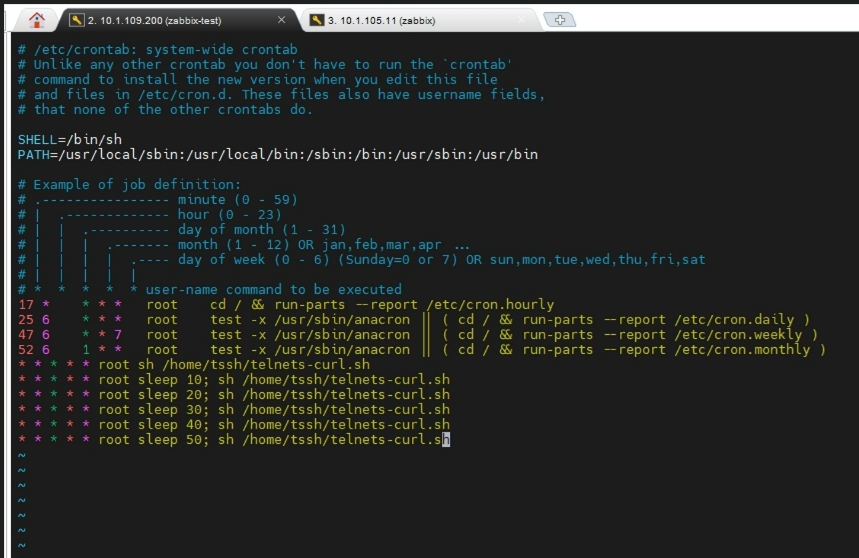 2. 10.1.109.200 (zabbix-test)
3. 10.1.105.11 (zabbix)
# /etc/crontab: system-wide crontab
# Unlike any other crontab you don't have to run the `crontab'
# command to install the new version when you edit this file
# and files in /etc/cron.d. These files also have username fields,
# that none of the other crontabs do.
SHELL=/bin/sh
PATH=/usr/local/sbin:/usr/local/bin:/sbin:/bin:/usr/sbin:/usr/bin
# Example of job definition:
# .---------------- minute (0 - 59)
# |  .------------- hour (0 - 23)
# |  |  .---------- day of month (1 - 31)
# |  |  |  .------- month (1 - 12) OR jan,feb,mar,apr ...
# |  |  |  |  .---- day of week (0 - 6) (Sunday=0 or 7) OR sun,mon,tue,wed,thu,fri,sat
# |  |  |  |  |
# *  *  *  *  * user-name command to be executed
17 *    * * *   root    cd / && run-parts --report /etc/cron.hourly
25 6    * * *   root    test -x /usr/sbin/anacron || ( cd / && run-parts --report /etc/cron.daily )
47 6    * * 7   root    test -x /usr/sbin/anacron || ( cd / && run-parts --report /etc/cron.weekly )
52 6    1 * *   root    test -x /usr/sbin/anacron || ( cd / && run-parts --report /etc/cron.monthly )
* * * * * root sh /home/tssh/telnets-curl.sh
* * * * * root sleep 10; sh /home/tssh/telnets-curl.sh
* * * * * root sleep 20; sh /home/tssh/telnets-curl.sh
* * * * * root sleep 30; sh /home/tssh/telnets-curl.sh
* * * * * root sleep 40; sh /home/tssh/telnets-curl.sh
* * * * * root sleep 50; sh /home/tssh/telnets-curl.sh
~
~
~
~
~
~
~